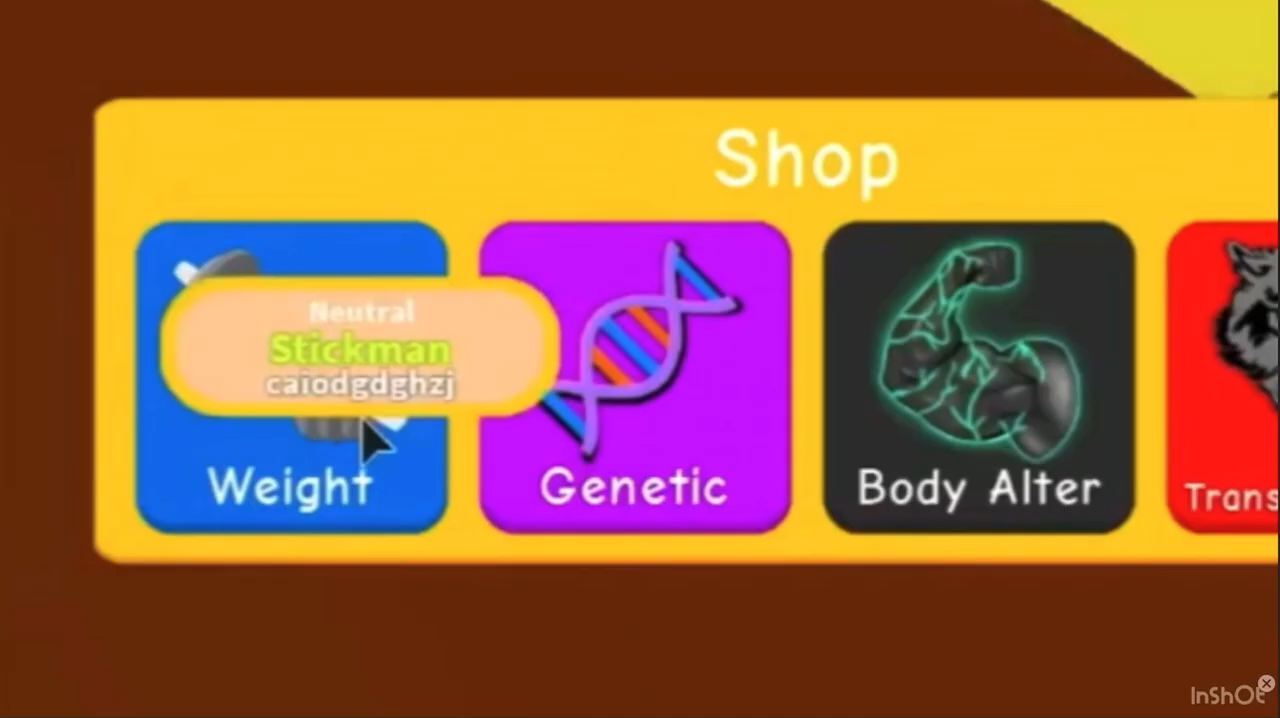 Shop
Neutral
Stickman
caiodgdghzj
Weight
Genetic
Body Alter
Trans
InShOt